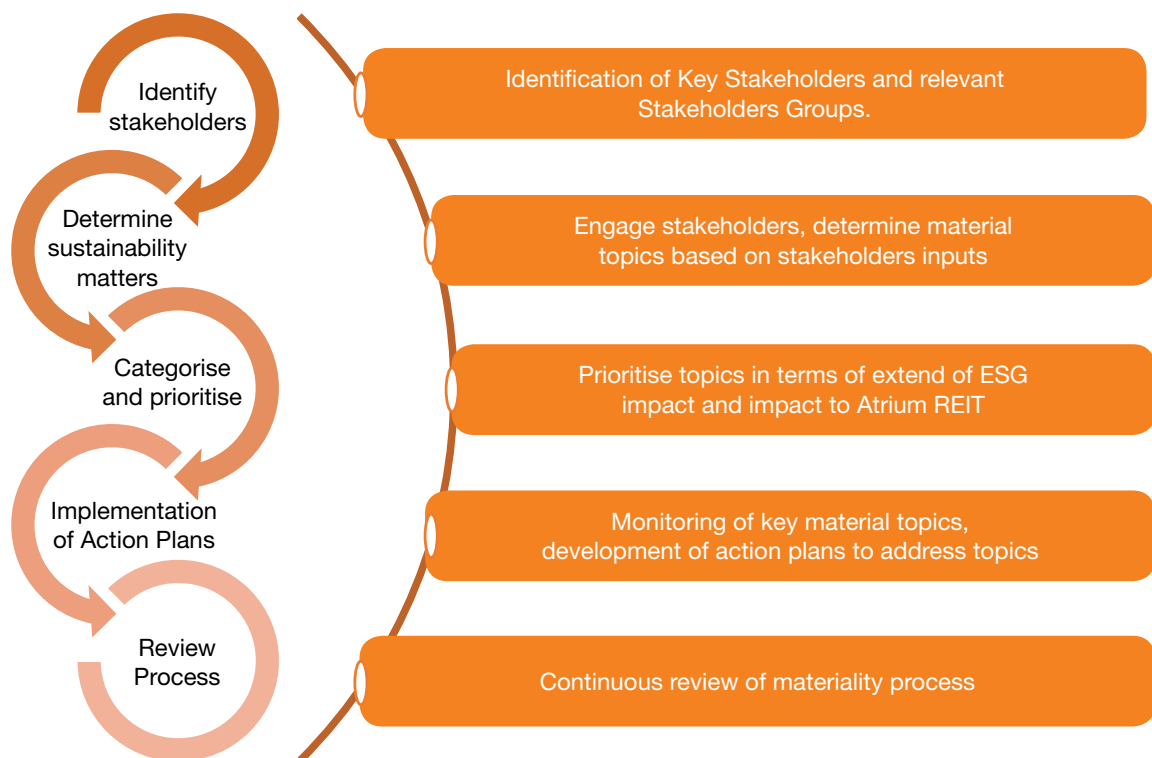 Identify
stakeholders
Identification of Key Stakeholders and relevant
Stakeholders Groups.
Determine
sustainability
matters
Engage stakeholders, determine material
topics based on stakeholders inputs
Categorise
and prioritise
Prioritise topics in terms of extend of ESG
impact and impact to Atrium REIT
Implementation
of Action Plans
Monitoring of key material topics,
development of action plans to address topics
Review
Process
Continuous review of materiality process